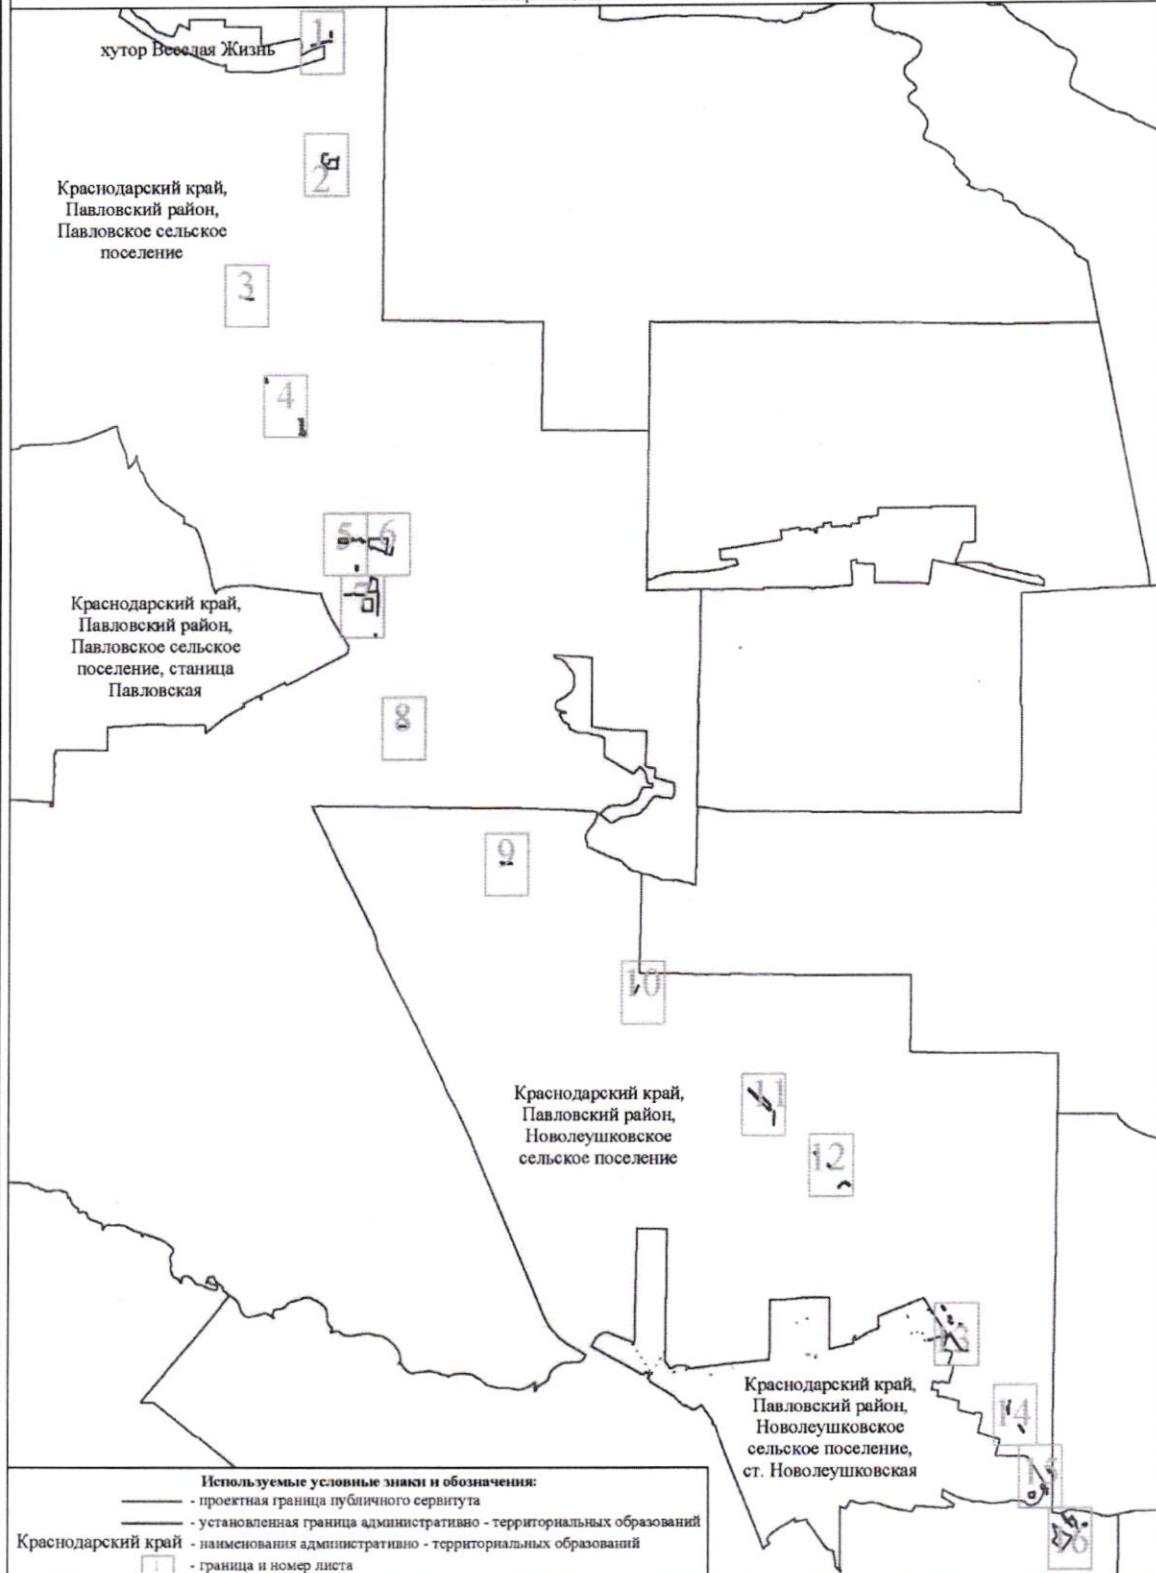 хутор Веселая Жизнь
1
2
Краснодарский край,
Павловский район,
Павловское сельское
поселение
3
4
5
6
Краснодарский край,
Павловский район,
Павловское сельское
поселение, станица
Павловская
8
9
10
Краснодарский край,
Павловский район,
Новолеушковское
сельское поселение
11
12
13
Краснодарский край,
Павловский район,
Новолеушковское
сельское поселение,
ст. Новолеушковская
14
15
16
Используемые условные знаки и обозначения:
- проектная граница публичного сервитута
- установленная граница административно - территориальных образований
Краснодарский край - наименования административно - территориальных образований
1 - граница и номер листа